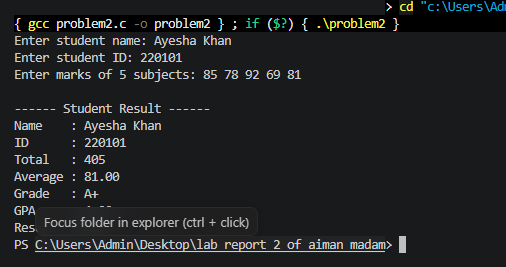 > cd "c:\Users\Adm
{ gcc problem2.c -o problem2 } ; if ($?) { .\problem2 }
Enter student name: Ayesha Khan
Enter student ID: 220101
Enter marks of 5 subjects: 85 78 92 69 81
------ Student Result ------
Name : Ayesha Khan
ID : 220101
Total : 405
Average : 81.00
Grade : A+
GPA
Focus folder in explorer (ctrl + click)
PS C:\Users\Admin\Desktop\lab report 2 of aiman madam>